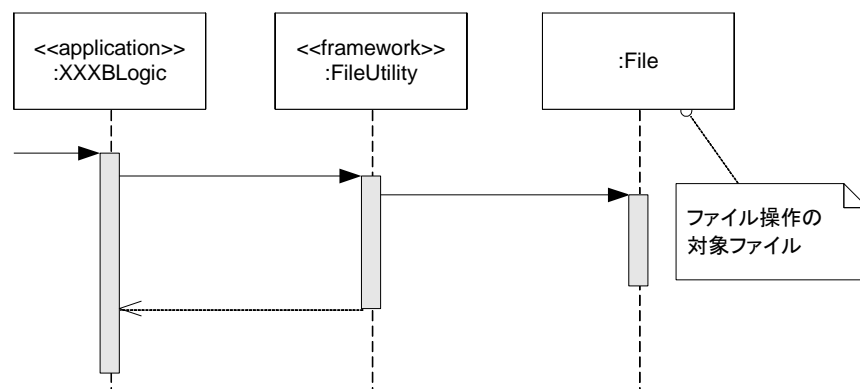 <<application>>
:XXXBLogic
<<framework>>
:FileUtility
:File
ファイル操作の
対象ファイル